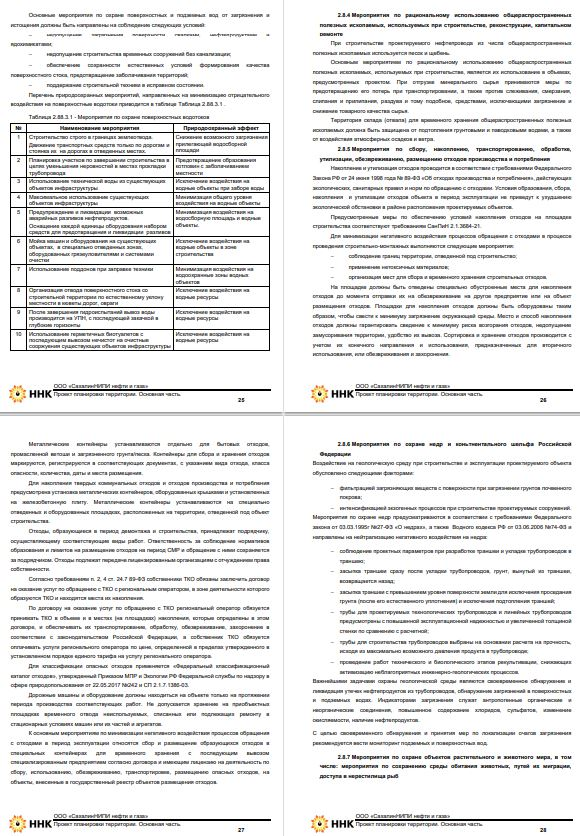 Основные мероприятия по охране поверхностных и подземных вод от загрязнения и
истощения должны быть направлены на соблюдение следующих условий:
– недопущение загрязнения поверхности свалками, нефтепродуктами и
ядохимикатами;
– недопущение строительства временных сооружений без канализации;
– обеспечение сохранности естественных условий формирования качества
поверхностного стока, предотвращение заболачивания территорий;
– поддержание строительной техники в исправном состоянии.
Перечень природоохранных мероприятий, направленных на минимизацию отрицательного
воздействия на поверхностные водотоки приводится в таблице Таблица 2.88.3.1 .
Таблица 2.88.3.1 - Мероприятия по охране поверхностных водотоков
№ Наименование мероприятия Природоохранный эффект
1 Строительство строго в границах землеотвода. Движение транспортных средств только по дорогам и стоянка их на дорогах в отведенных местах. Снижение возможного загрязнения прилегающей водосборной площади
2 Планировка участков по завершении строительства в целях уменьшения неровностей в местах прокладки трубопровода Предотвращение образования котловин с заболачиванием местности
3 Использование технической воды из существующих объектов инфраструктуры Исключение воздействия на водные объекты при заборе воды
4 Максимальное использование существующих объектов инфраструктуры Минимизация общего уровня воздействия на водные объекты
5 Предупреждение и ликвидация возможных аварийных разливов нефтепродуктов. Оснащение каждой единицы оборудования набором средств для предотвращения и ликвидации разливов Минимизация воздействия на водосборную площадь и водные объекты.
6 Мойка машин и оборудования на существующих объектах, в специально отведенных зонах, оборудованных грязеуловителями и системами очистки Исключение воздействия на водные объекты в зоне строительства
7 Использование поддонов при заправке техники Минимизация воздействия на водоохранные зоны водных объектов
8 Организация отвода поверхностного стока со строительной территории по естественному уклону местности в кюветы дорог, овраги Исключение воздействия на водные ресурсы
9 После завершения гидроиспытаний вывоз воды производится на УПН, с последующей закачкой в глубокие горизонты Исключение воздействия на водные ресурсы
10 Использование герметичных биотуалетов с последующим вывозом нечистот на очистные сооружения существующих объектов инфраструктуры Исключение воздействия на водные ресурсы
ННК
ООО «СахалинНИПИ нефти и газа»
Проект планировки территории. Основная часть.
25
2.8.4 Мероприятия по рациональному использованию общераспространенных
полезных ископаемых, используемых при строительстве, реконструкции, капитальном
ремонте
При строительстве проектируемого нефтепровода из числа общераспространенных
полезных ископаемых используется песок и щебень.
Основным мероприятием по рациональному использованию общераспространенных
полезных ископаемых, используемых при строительстве, является их использование в объемах,
предусмотренных проектом. При отгрузке минерального сырья принимаются меры по
предотвращению его потерь при транспортировании, а также против слеживания, смерзания,
слипания и прилипания, раздува и тому подобное, средствами, исключающими загрязнение и
снижение товарного качества сырья.
Территория склада (отвала) для временного хранения общераспространенных полезных
ископаемых должна быть защищена от подтопления грунтовыми и паводковыми водами, а также
от воздействия атмосферных осадков и ветра.
2.8.5 Мероприятия по сбору, накоплению, транспортированию, обработке,
утилизации, обезвреживанию, размещению отходов производства и потребления
Накопление и утилизация отходов проводится в соответствии с требованиями Федерального
Закона РФ от 24 июня 1998 года № 89-ФЗ «Об отходах производства и потребления», действующих
экологических, санитарных правил и норм по обращению с отходами. Условия образования, сбора,
накопления , и утилизации отходов объекта в период эксплуатации не приведут к ухудшению
экологической обстановки в районе расположения проектируемых объектов.
Предусмотренные меры по обеспечению условий накопления отходов на площадке
строительства соответствуют требованиям СанПиН 2.1.3684-21.
Для минимизации негативного воздействия процессов обращения с отходами в процессе
проведения строительно-монтажных выполняются следующие мероприятия:
– соблюдение границ территории, отведенной под строительство;
– применение нетоксичных материалов;
– организация мест для сбора и временного хранения строительных отходов.
На площадке должны быть отведены специально обустроенные места для накопления
отходов до момента отправки их на обезвреживание на другое предприятие или на объект
размещения отходов. Площадки для накопления отходов должны быть оборудованы таким
образом, чтобы свести к минимуму загрязнение окружающей среды. Место и способ накопления
отходов должны гарантировать сведение к минимуму риска возгорания отходов, недопущение
замусоривания территории, удобство их вывоза. Сортировка и хранение отходов производится с
учетом их конечного направления и использования, предназначенных для вторичного
использования, или обезвреживания и захоронения.
ННК
ООО «СахалинНИПИ нефти и газа»
Проект планировки территории. Основная часть.
26
Металлические контейнеры устанавливаются отдельно для бытовых отходов,
промасленной ветоши и загрязненного грунта/песка. Контейнеры для сбора и хранения отходов
маркируются, регистрируются в соответствующих документах, с указанием вида отхода, класса
опасности, количества, даты и места размещения.
Для накопления твердых коммунальных отходов и отходов производства и потребления
предусмотрена установка металлических контейнеров, оборудованных крышками и установленных
на железобетонную плиту. Металлические контейнеры устанавливаются на специально
отведенных и оборудованных площадках, расположенных на территории, отведенной под объект
строительства.
Отходы, образующиеся в период демонтажа и строительства, принадлежат подрядчику,
осуществляющему соответствующие виды работ. Ответственность за соблюдение нормативов
образования и лимитов на размещение отходов на период СМР и обращение с ними сохраняется
за подрядчиком. Отходы подлежат передаче лицензированным организациям с отчуждением права
собственности.
Согласно требованиям п. 2, 4 ст. 24.7 89-ФЗ собственники ТКО обязаны заключить договор
на оказание услуг по обращению с ТКО с региональным оператором, в зоне деятельности которого
образуются ТКО и находятся места их накопления.
По договору на оказание услуг по обращению с ТКО региональный оператор обязуется
принимать ТКО в объеме и в местах (на площадках) накопления, которые определены в этом
договоре, и обеспечивать их транспортирование, обработку, обезвреживание, захоронение в
соответствии с законодательством Российской Федерации, а собственник ТКО обязуется
оплачивать услуги регионального оператора по цене, определенной в пределах утвержденного в
установленном порядке единого тарифа на услугу регионального оператора.
Для классификации опасных отходов применяется «Федеральный классификационный
каталог отходов», утвержденный Приказом МПР и Экологии РФ Федеральной службы по надзору в
сфере природопользования от 22.05.2017 №242 и СП 2.1.7.1386-03.
Дорожные машины и оборудование должны находиться на объекте только на протяжении
периода производства соответствующих работ. Не допускается хранение на приобъектных
площадках временного отвода неиспользуемых, списанных или подлежащих ремонту в
стационарных условиях машин или их частей и агрегатов.
К основным мероприятиям по минимизации негативного воздействия процессов обращения
с отходами в период эксплуатации относятся сбор и размещение образующихся отходов в
специальных контейнерах для временного хранения с последующим вывозом
специализированным предприятием согласно договора и имеющим лицензию на деятельность по
сбору, использованию, обезвреживанию, транспортировке, размещению опасных отходов, на
объекты, внесенные в государственный реестр объектов размещения отходов.
ННК
ООО «СахалинНИПИ нефти и газа»
Проект планировки территории. Основная часть.
27
2.8.6 Мероприятия по охране недр и континентального шельфа Российской
Федерации
Воздействие на геологическую среду при строительстве и эксплуатации проектируемого объекта
обусловлено следующими факторами:
– фильтрацией загрязняющих веществ с поверхности при загрязнении грунтов почвенного
покрова;
– интенсификацией экзогенных процессов при строительстве проектируемых сооружений.
Мероприятия по охране недр предусматриваются в соответствии с требованиями Федерального
закона от 03.03.1995г №27-ФЗ «О недрах», а также Водного кодекса РФ от 03.06.2006 №74-ФЗ и
направлены на нейтрализацию негативного воздействия на недра:
– соблюдение проектных параметров при разработке траншеи и укладке трубопроводов в
траншею;
– засыпка траншеи сразу после укладки трубопроводов, грунт, вынутый из траншеи,
возвращается назад;
– засыпка траншеи с превышением уровня поверхности земли для исключения проседания
грунта (после его естественного уплотнения) и исключения подтопления траншей;
– трубы для проектируемых технологических трубопроводов и линейных трубопроводов
предусмотрены с повышенной эксплуатационной надежностью и увеличенной толщиной
стенки по сравнению с расчетной;
– трубы для строительства трубопроводов выбраны на основании расчета на прочность,
исходя из максимально возможного давления продукта в трубопроводе;
– проведение работ технического и биологического этапов рекультивации, снижающих
активизацию неблагоприятных инженерно-геологических процессов.
Важнейшими задачами охраны геологической среды являются своевременное обнаружение и
ликвидация утечек нефтепродуктов из трубопроводов, обнаружение загрязнений в поверхностных
и подземных водах. Индикаторами загрязнения служат антропогенные органические и
неорганические соединения, повышенное содержание хлоридов, сульфатов, изменение
окисляемости, наличие нефтепродуктов.
С целью своевременного обнаружения и принятия мер по локализации очагов загрязнения
рекомендуется вести мониторинг подземных и поверхностных вод.
2.8.7 Мероприятия по охране объектов растительного и животного мира, в том
числе: мероприятия по сохранению среды обитания животных, путей их миграции,
доступа в нерестилища рыб
ННК
ООО «СахалинНИПИ нефти и газа»
Проект планировки территории. Основная часть.
28